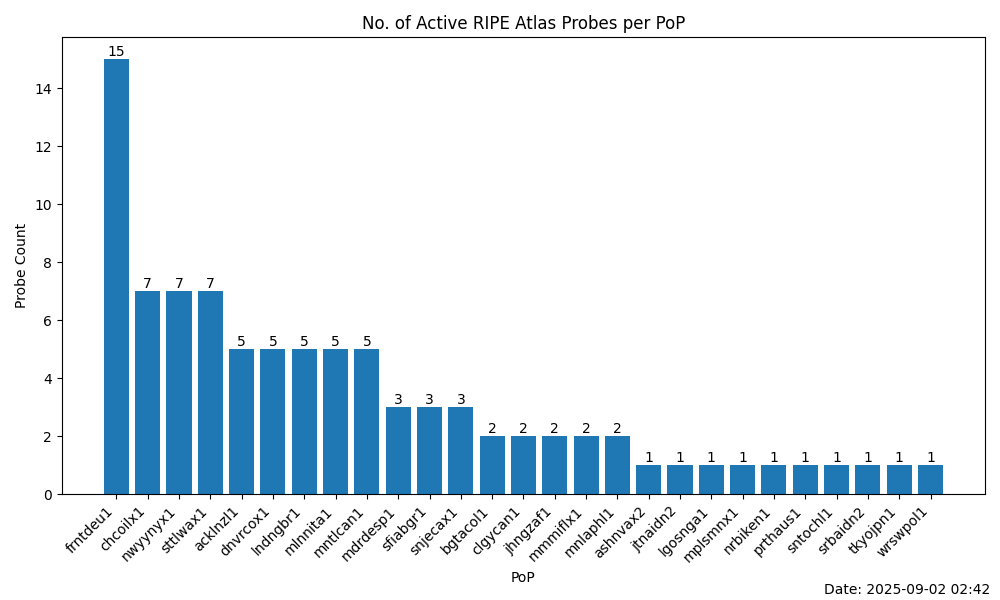 No. of Active RIPE Atlas Probes per PoP
Probe Count
14
12
10
8
6
4
2
0
15
7
7
7
5
5
5
5
5
3
3
3
2
2
2
2
2
1
1
1
1
1
1
1
1
1
1
frntdeu1
chcoilx1
nwyynyx1
sttlwax1
acklnzl1
dnvrcox1
lndngbr1
mlnnita1
mntlcan1
mdrdesp1
sfiabgr1
snjecax1
bgtacol1
clgycan1
jhngzaf1
mmmiflx1
mnlaphl1
ashnvax2
jtnaidn2
lgosnga1
mplsmnx1
nrbiken1
prthaus1
sntochl1
srbaidn2
tkyojpn1
wrswpol1
PoP
Date: 2025-09-02 02:42